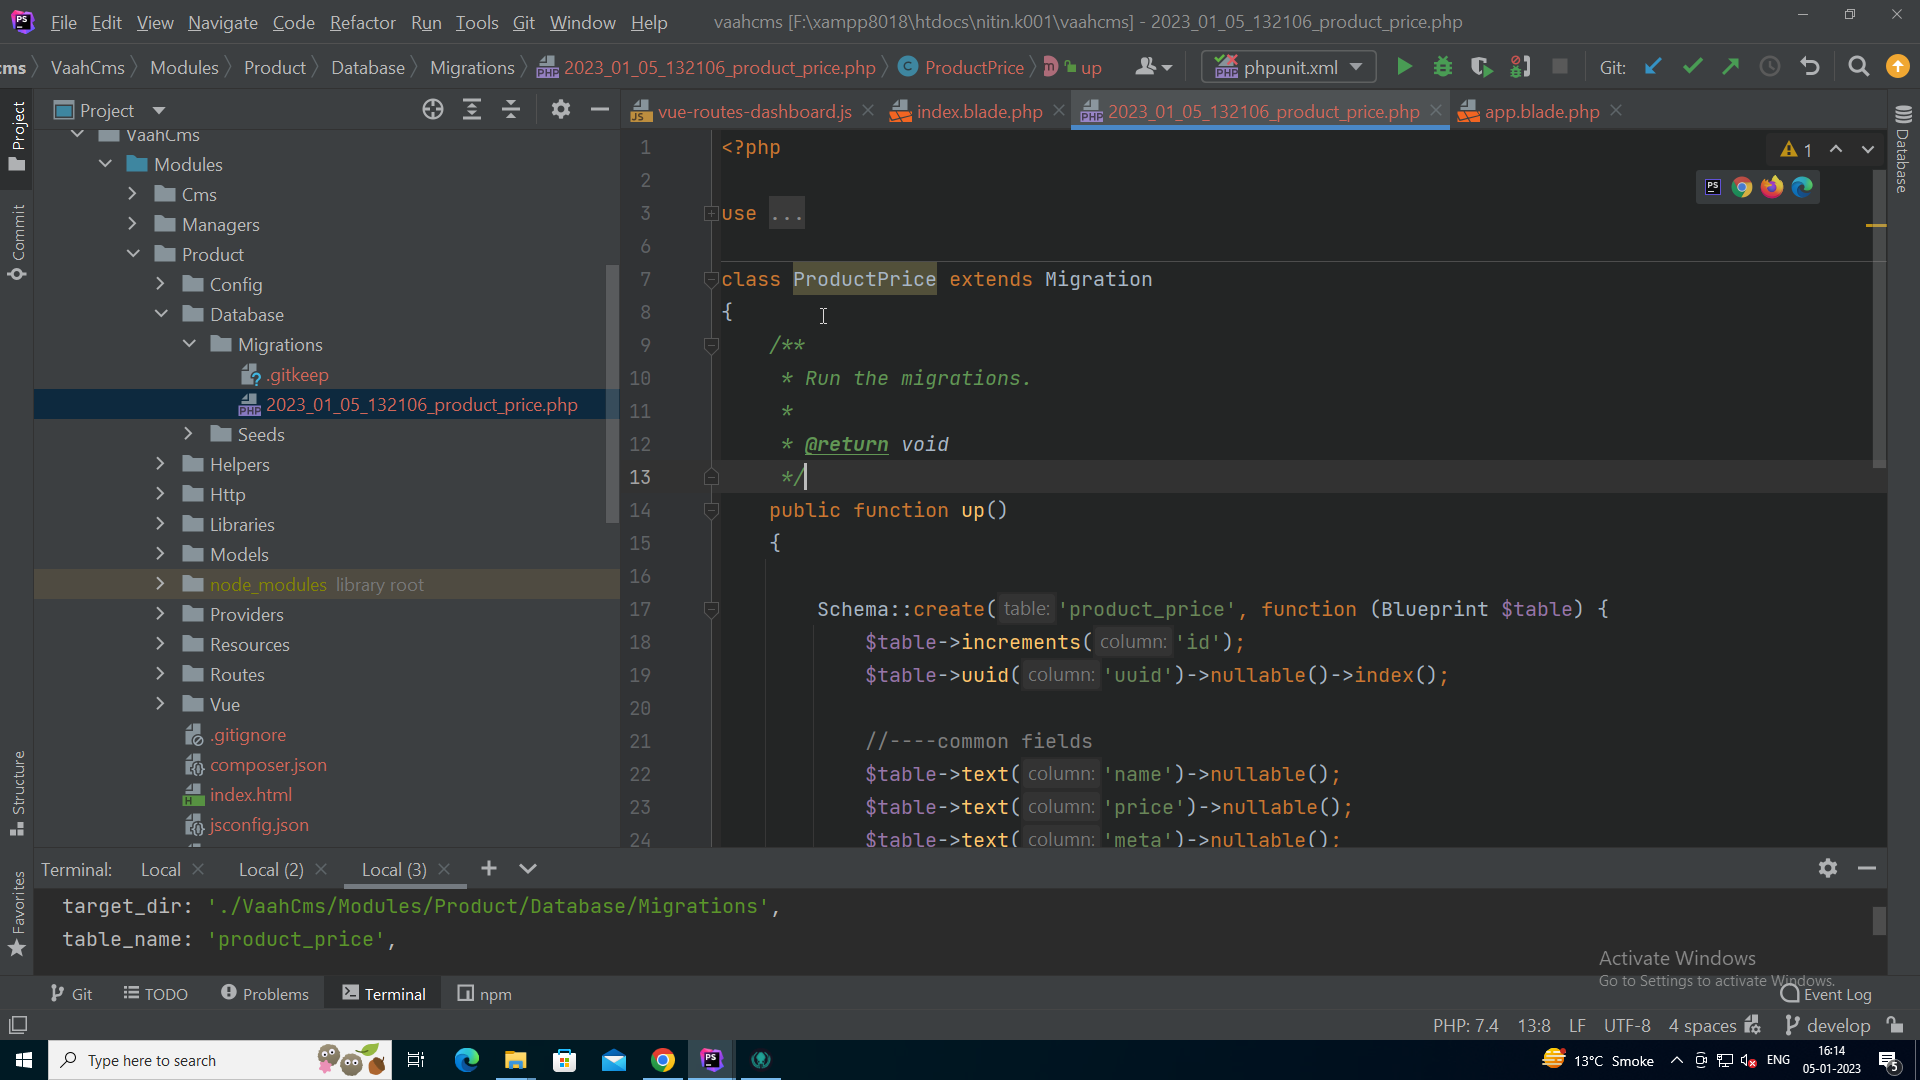 File Edit View Navigate Code Refactor Run Tools Git Window Help vaahcms [F:\xampp8018\htdocs\nitin.k001\vaahcms] - 2023_01_05_132106_product_price.php
cms VaahCms Modules Product Database Migrations 2023_01_05_132106_product_price.php ProductPrice up phpunit.xml Git:
Project
vue-routes-dashboard.js index.blade.php 2023_01_05_132106_product_price.php app.blade.php
VaahCms
Modules
Cms
Managers
Product
Config
Database
Migrations
.gitkeep
2023_01_05_132106_product_price.php
Seeds
Helpers
Http
Libraries
Models
node_modules library root
Providers
Resources
Routes
Vue
.gitignore
composer.json
index.html
jsconfig.json
Project
Commit
Structure
Favorites
Database
1
1 <?php
2
3 use ...
6
7 class ProductPrice extends Migration
8 {
9 /**
10 * Run the migrations.
11 *
12 * @return void
13 */
14 public function up()
15 {
16
17 Schema::create( table: 'product_price', function (Blueprint $table) {
18 $table->increments( column: 'id');
19 $table->uuid( column: 'uuid')->nullable()->index();
20
21 //----common fields
22 $table->text( column: 'name')->nullable();
23 $table->text( column: 'price')->nullable();
24 $table->text( column: 'meta')->nullable();
Terminal: Local Local (2) Local (3)
target_dir: './VaahCms/Modules/Product/Database/Migrations',
table_name: 'product_price',
Activate Windows
Go to Settings to activate Windows.
Git TODO Problems Terminal npm Event Log
PHP: 7.4 13:8 LF UTF-8 4 spaces develop
Type here to search
13°C Smoke ENG
16:14
05-01-2023
5